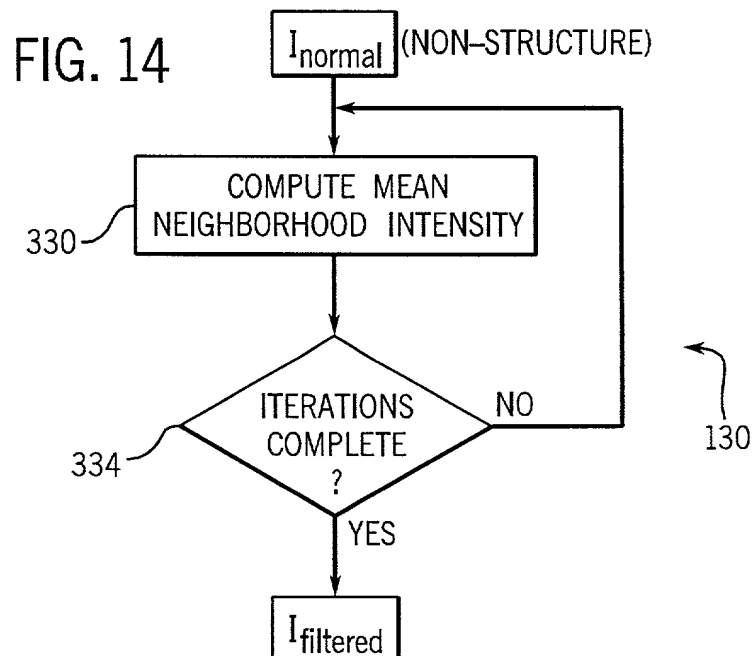 FIG. 14
Inormal (NON–STRUCTURE)
COMPUTE MEAN
NEIGHBORHOOD INTENSITY
330
ITERATIONS
COMPLETE
?
NO
334
130
YES
Ifiltered